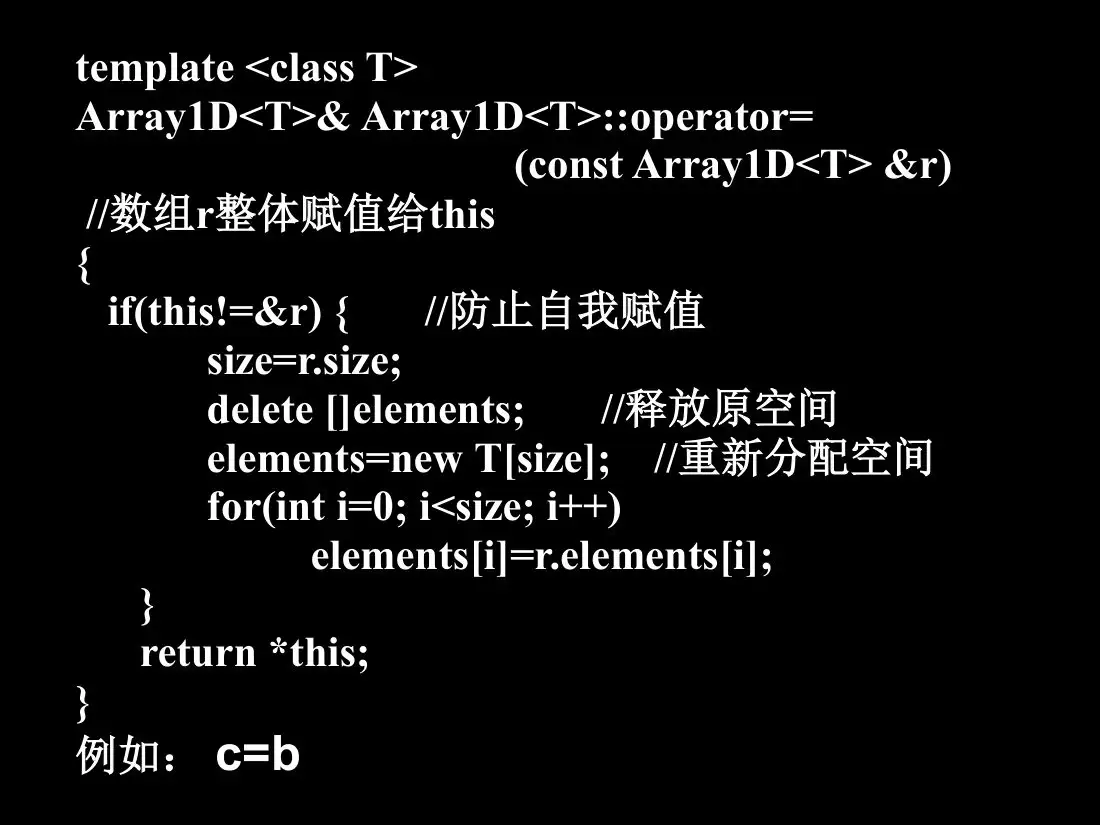 template <class T>
Array1D<T>& Array1D<T>::operator=
(const Array1D<T> &r)
//数组r整体赋值给this
{
if(this!=&r) { //防止自我赋值
size=r.size;
delete []elements; //释放原空间
elements=new T[size]; //重新分配空间
for(int i=0; i<size; i++)
elements[i]=r.elements[i];
}
return *this;
}
例如： c=b